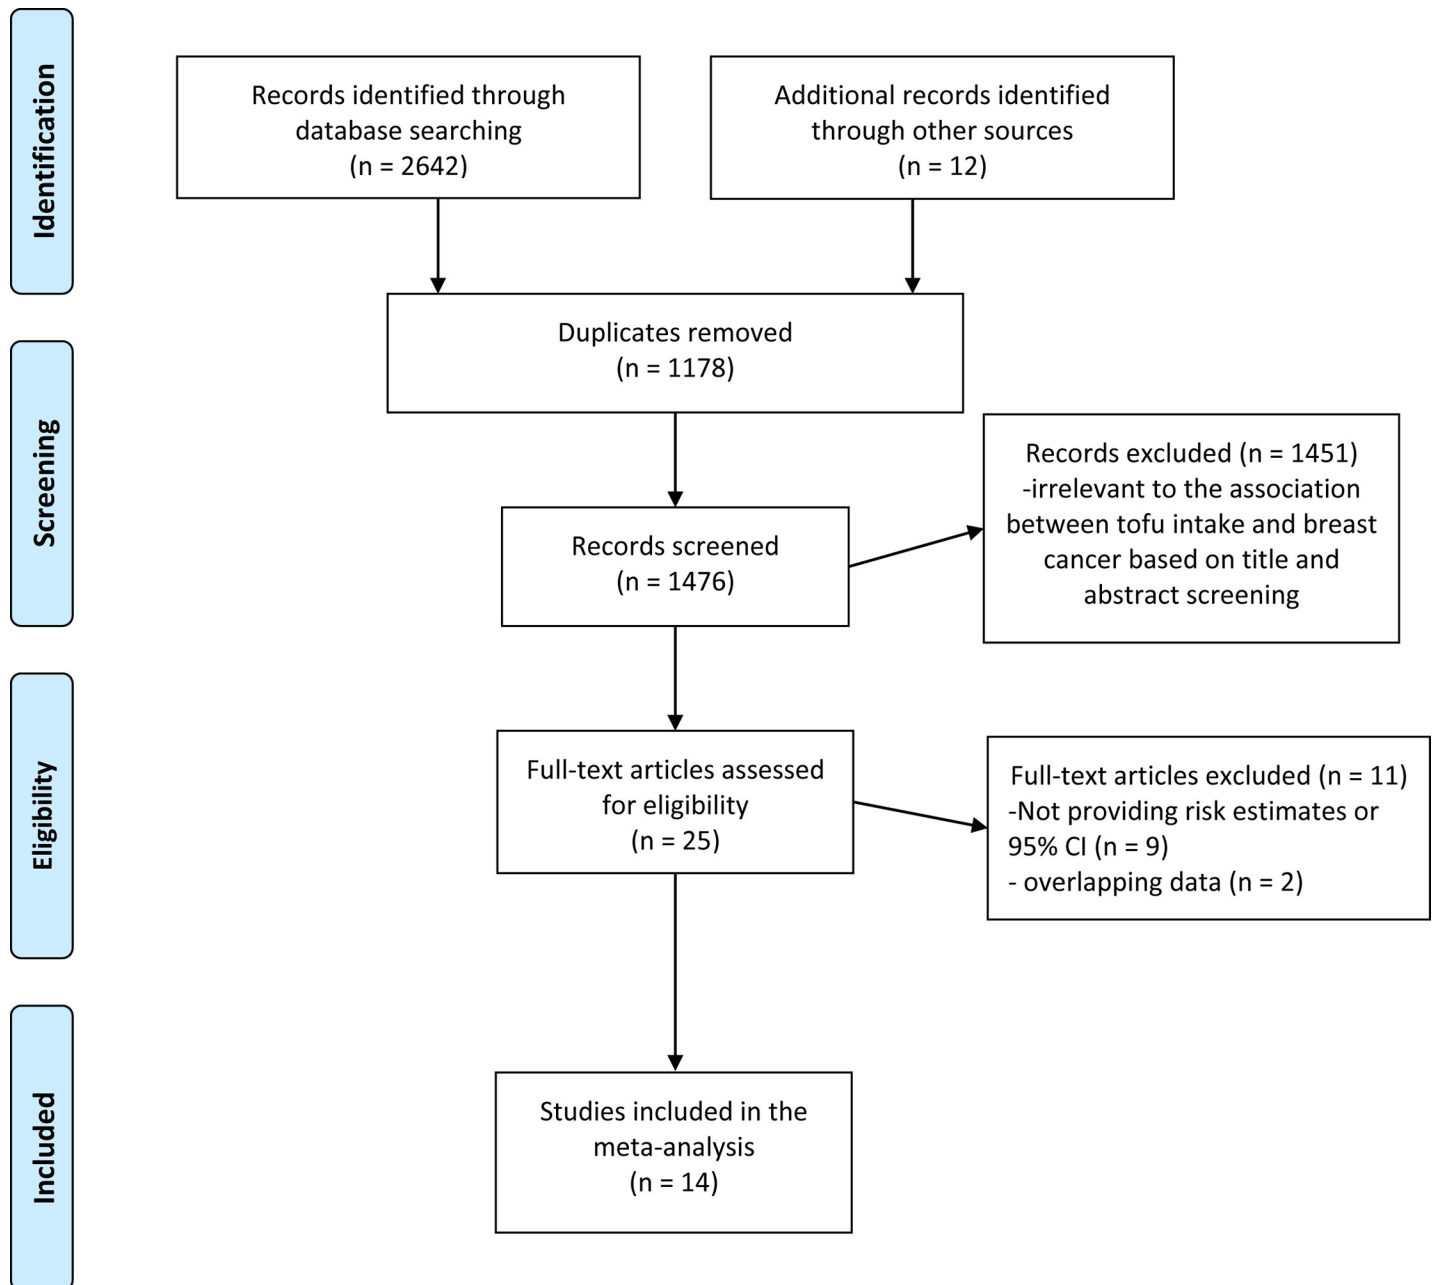 Identification
Records identified through
database searching
(n = 2642)
Additional records identified
through other sources
(n = 12)
Duplicates removed
(n = 1178)
Screening
Records excluded (n = 1451)
-irrelevant to the association
between tofu intake and breast
cancer based on title and
abstract screening
Records screened
(n = 1476)
Eligibility
Full-text articles assessed
for eligibility
(n = 25)
Full-text articles excluded (n = 11)
-Not providing risk estimates or
95% CI (n = 9)
- overlapping data (n = 2)
Included
Studies included in the
meta-analysis
(n = 14)